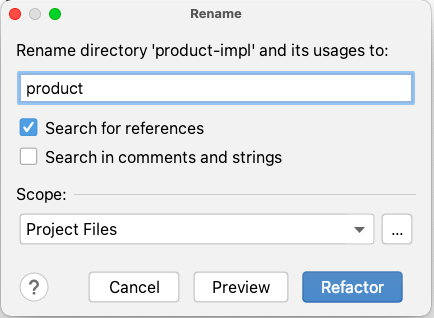 Rename
Rename directory 'product-impl' and its usages to:
product
Search for references
Search in comments and strings
Scope:
Project Files
...
?
Cancel
Preview
Refactor